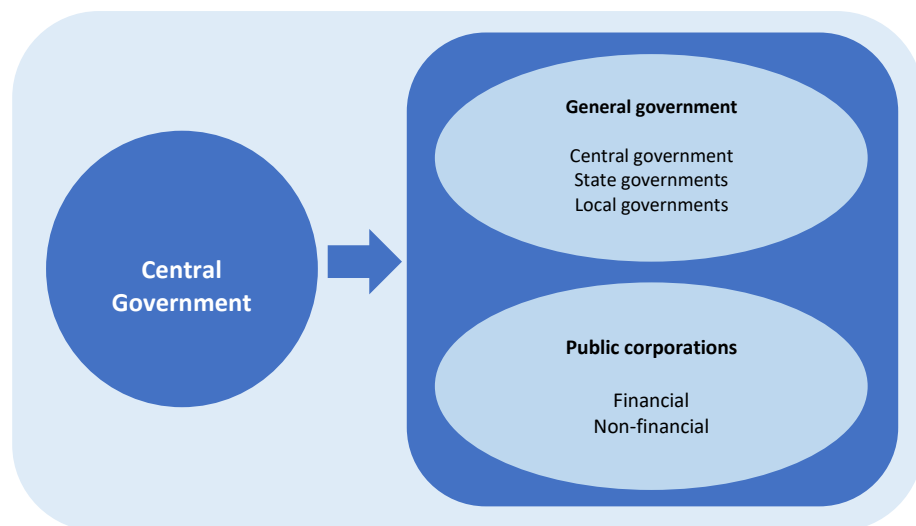 Central
Government
General government
Central government
State governments
Local governments
Public corporations
Financial
Non-financial